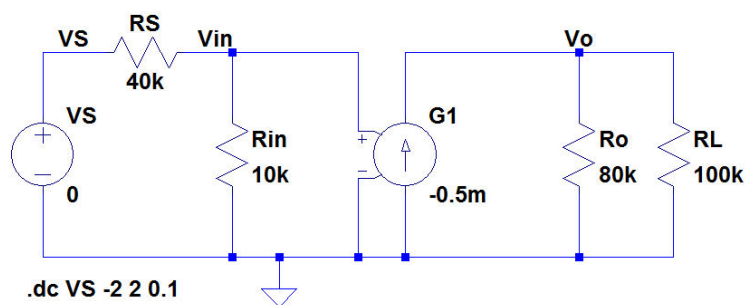 VS
RS
Vin
Vo
40k
VS
G1
+
+
Rin
Ro
RL
-
-
10k
80k
100k
0
-0.5m
.dc VS -2 2 0.1